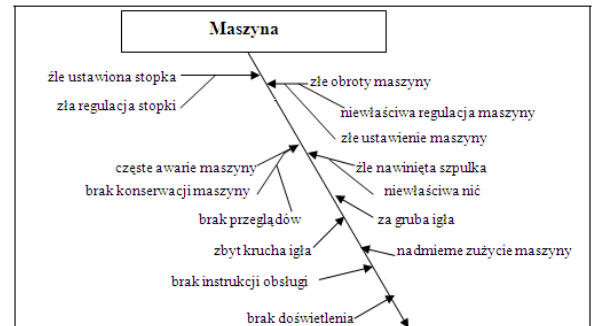 Maszyna
źle ustawiona stopka
złe obroty maszyny
zła regulacja stopki
niewłaściwa regulacja maszyny
złe ustawienie maszyny
częste awarie maszyny
źle nawinięta szpulka
brak konserwacji maszyny
niewłaściwa nić
brak przeglądów
za gruba igła
zbyt krucha igła
nadmierne zużycie maszyny
brak instrukcji obsługi
brak doświetlenia